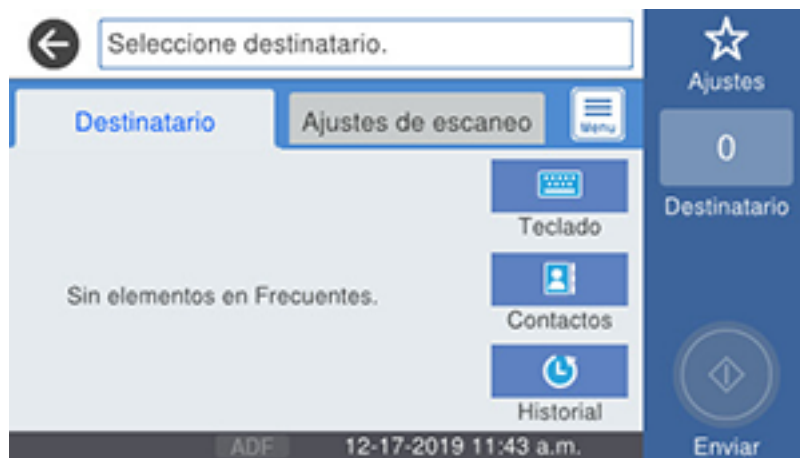 Seleccione destinatario.
Ajustes
Destinatario
Ajustes de escaneo
Menu
0
Destinatario
Teclado
Sin elementos en Frecuentes.
Contactos
Historial
ADF
12-17-2019 11:43 a.m.
Enviar